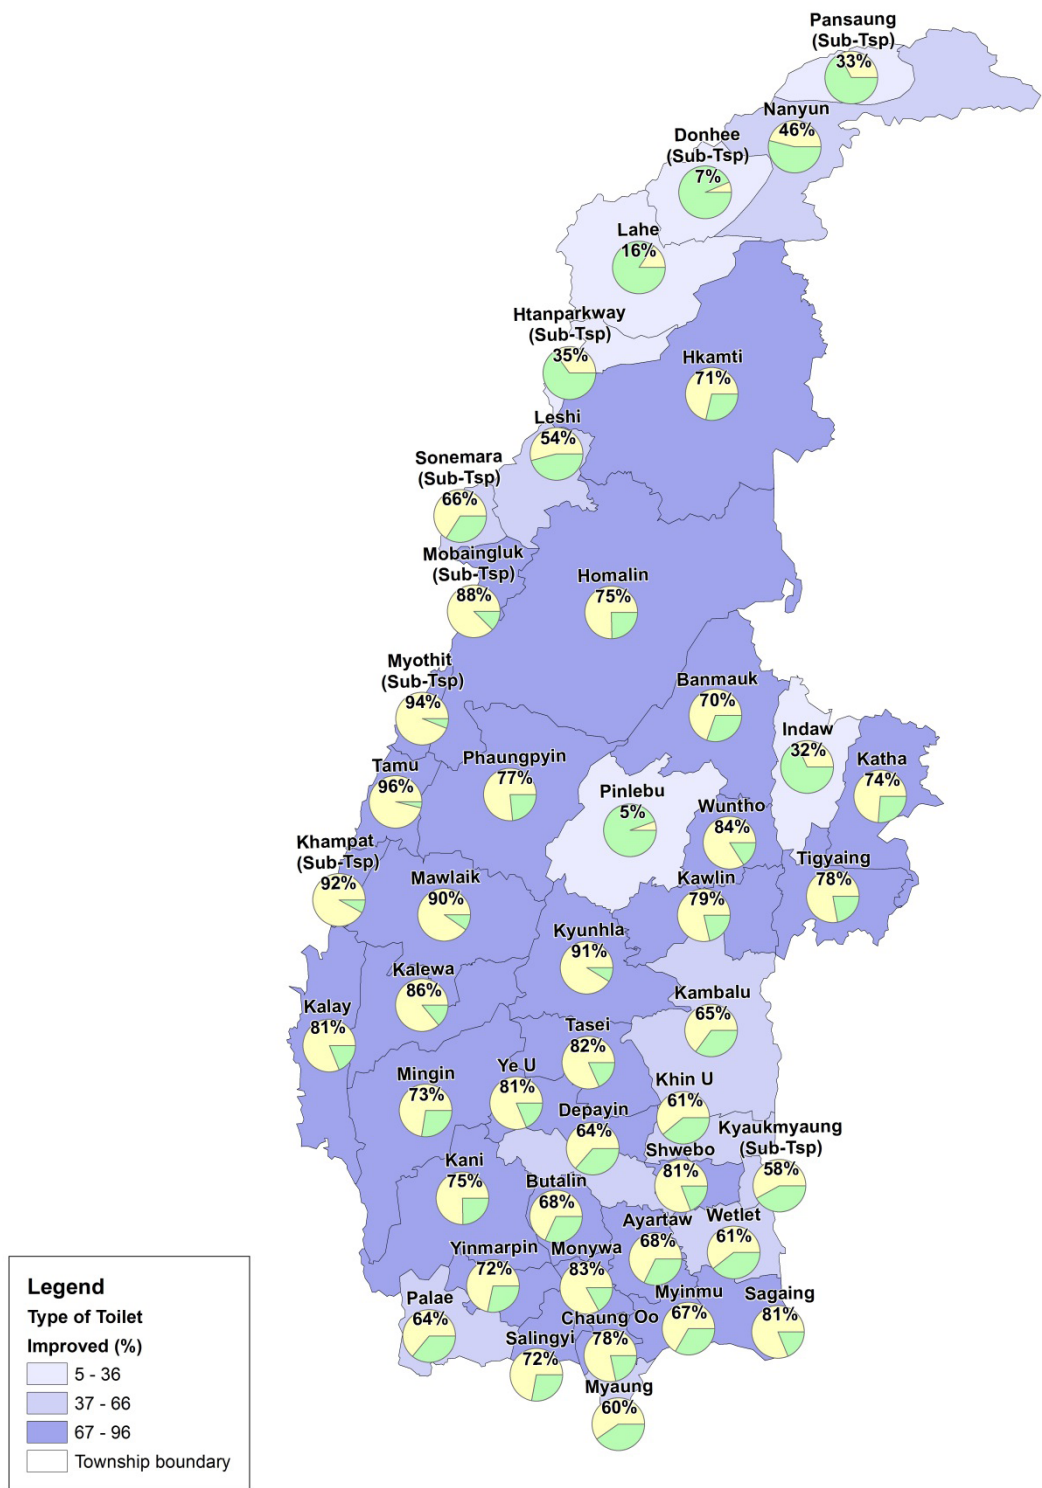 Pansaung
(Sub-Tsp)
33%
Nanyun
46%
Donhee
(Sub-Tsp)
7%
Lahe
16%
Htanparkway
(Sub-Tsp)
35%
Hkamti
71%
Leshi
54%
Sonemara
(Sub-Tsp)
66%
Mobaingluk
(Sub-Tsp)
88%
Homalin
75%
Myothit
(Sub-Tsp)
94%
Banmauk
70%
Indaw
32%
Katha
74%
Tamu
96%
Phaungpyin
77%
Pinlebu
5%
Wuntho
84%
Tigyaing
78%
Khampat
(Sub-Tsp)
92%
Mawlaik
90%
Kawlin
79%
Kyunhla
91%
Kalewa
86%
Kambalu
65%
Kalay
81%
Tasei
82%
Mingin
73%
Ye U
81%
Khin U
61%
Depayin
64%
Kyaukmyaung
(Sub-Tsp)
58%
Shwebo
81%
Kani
75%
Butalin
68%
Ayartaw
68%
Wetlet
61%
Yinmarpin
72%
Monywa
83%
Myinmu
67%
Sagaing
81%
Palae
64%
Chaung Oo
78%
Salingyi
72%
Myaung
60%
Legend
Type of Toilet
Improved (%)
5 - 36
37 - 66
67 - 96
Township boundary